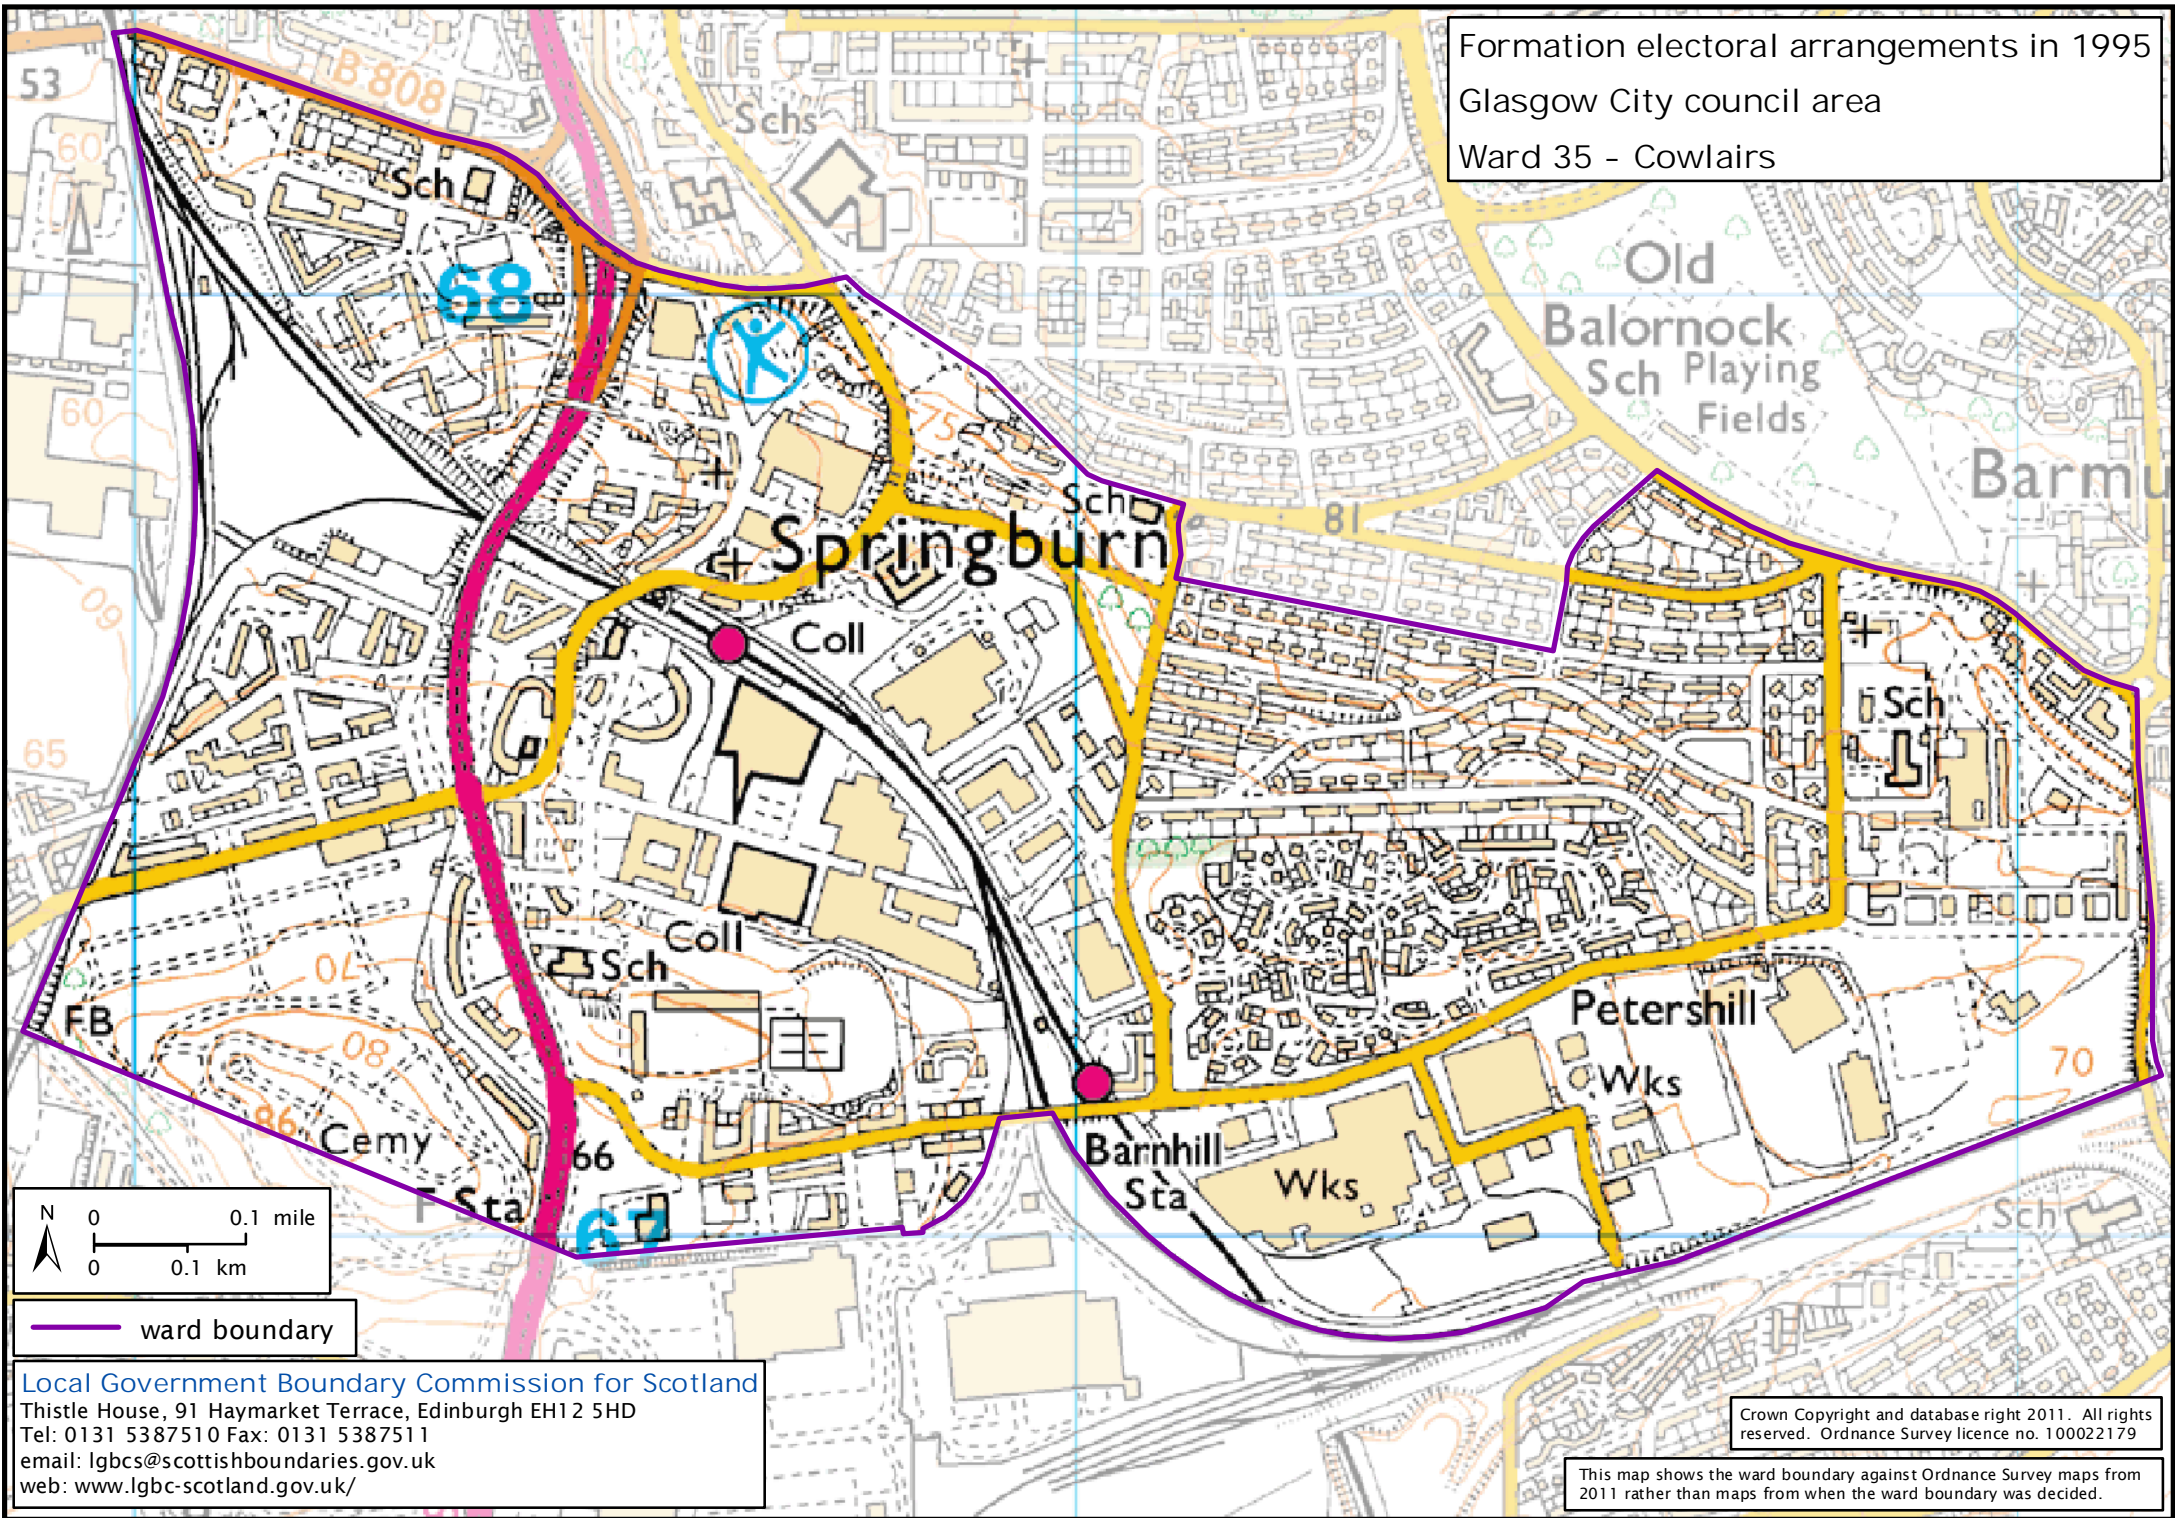 Formation electoral arrangements in 1995
Glasgow City council area
Ward 35 - Cowlairs
53
B 808
60
Schs
Sch
68
Old
Balornock
Sch Playing
Fields
60
75
Barmu
Sch
81
Springburn
60
Coll
Sch
65
Coll
Sch
70
FB
Petershill
80
Wks
70
86
Cemy
66
Barnhill
Sta
Wks
F Sta
67
Sch
N
0 0.1 mile
0 0.1 km
ward boundary
Local Government Boundary Commission for Scotland
Thistle House, 91 Haymarket Terrace, Edinburgh EH12 5HD
Tel: 0131 5387510 Fax: 0131 5387511
email: lgbcs@scottishboundaries.gov.uk
web: www.lgbc-scotland.gov.uk/
Crown Copyright and database right 2011. All rights
reserved. Ordnance Survey licence no. 100022179
This map shows the ward boundary against Ordnance Survey maps from
2011 rather than maps from when the ward boundary was decided.